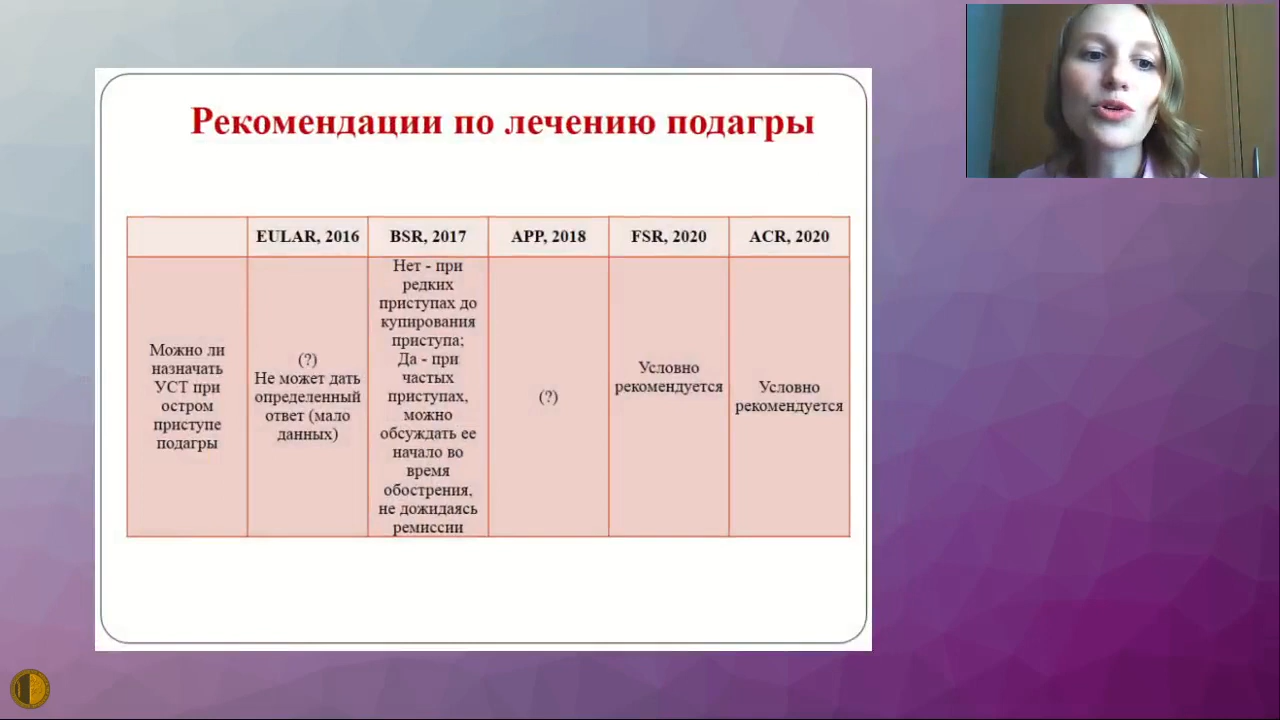 Рекомендации по лечению подагры
EULAR, 2016
BSR, 2017
APP, 2018
FSR, 2020
ACR, 2020
Можно ли
назначать
УСТ при
остром
приступе
подагры
(?)
Не может дать
определенный
ответ (мало
данных)
Нет - при
редких
приступах до
купирования
приступа;
Да - при
частых
приступах,
можно
обсуждать ее
начало во
время
обострения,
не дожидаясь
ремиссии
(?)
Условно
рекомендуется
Условно
рекомендуется